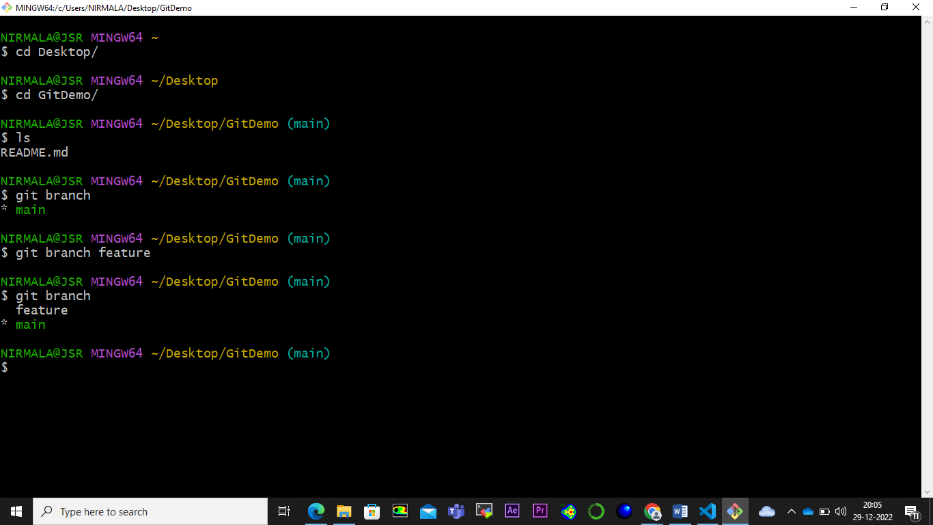 MINGW64:/c/Users/NIRMALA/Desktop/GitDemo
NIRMALA@JSR MINGW64 ~
$ cd Desktop/
NIRMALA@JSR MINGW64 ~/Desktop
$ cd GitDemo/
NIRMALA@JSR MINGW64 ~/Desktop/GitDemo (main)
$ ls
README.md
NIRMALA@JSR MINGW64 ~/Desktop/GitDemo (main)
$ git branch
* main
NIRMALA@JSR MINGW64 ~/Desktop/GitDemo (main)
$ git branch feature
NIRMALA@JSR MINGW64 ~/Desktop/GitDemo (main)
$ git branch
feature
* main
NIRMALA@JSR MINGW64 ~/Desktop/GitDemo (main)
$
Type here to search
Ae
Pr
20:05
29-12-2022
11